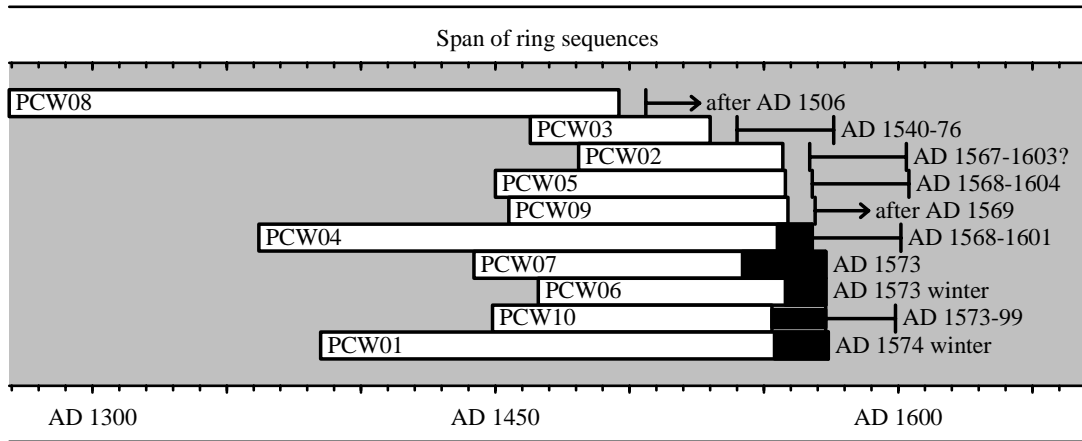 Span of ring sequences
PCW08 after AD 1506
PCW03 AD 1540-76
PCW02 AD 1567-1603?
PCW05 AD 1568-1604
PCW09 after AD 1569
PCW04 AD 1568-1601
PCW07 AD 1573
PCW06 AD 1573 winter
PCW10 AD 1573-99
PCW01 AD 1574 winter
AD 1300 AD 1450 AD 1600